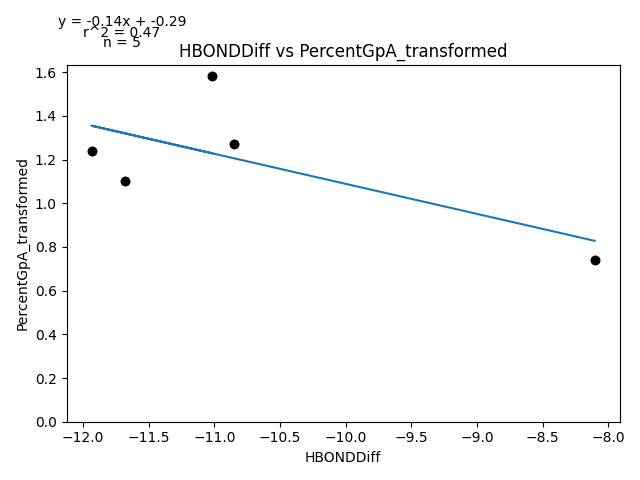 y = -0.14x + -0.29
r^2 = 0.47
n = 5
HBONDDiff vs PercentGpA_transformed
PercentGpA_transformed
1.6
1.4
1.2
1.0
0.8
0.6
0.4
0.2
0.0
−12.0 −11.5 −11.0 −10.5 −10.0 −9.5 −9.0 −8.5 −8.0
HBONDDiff